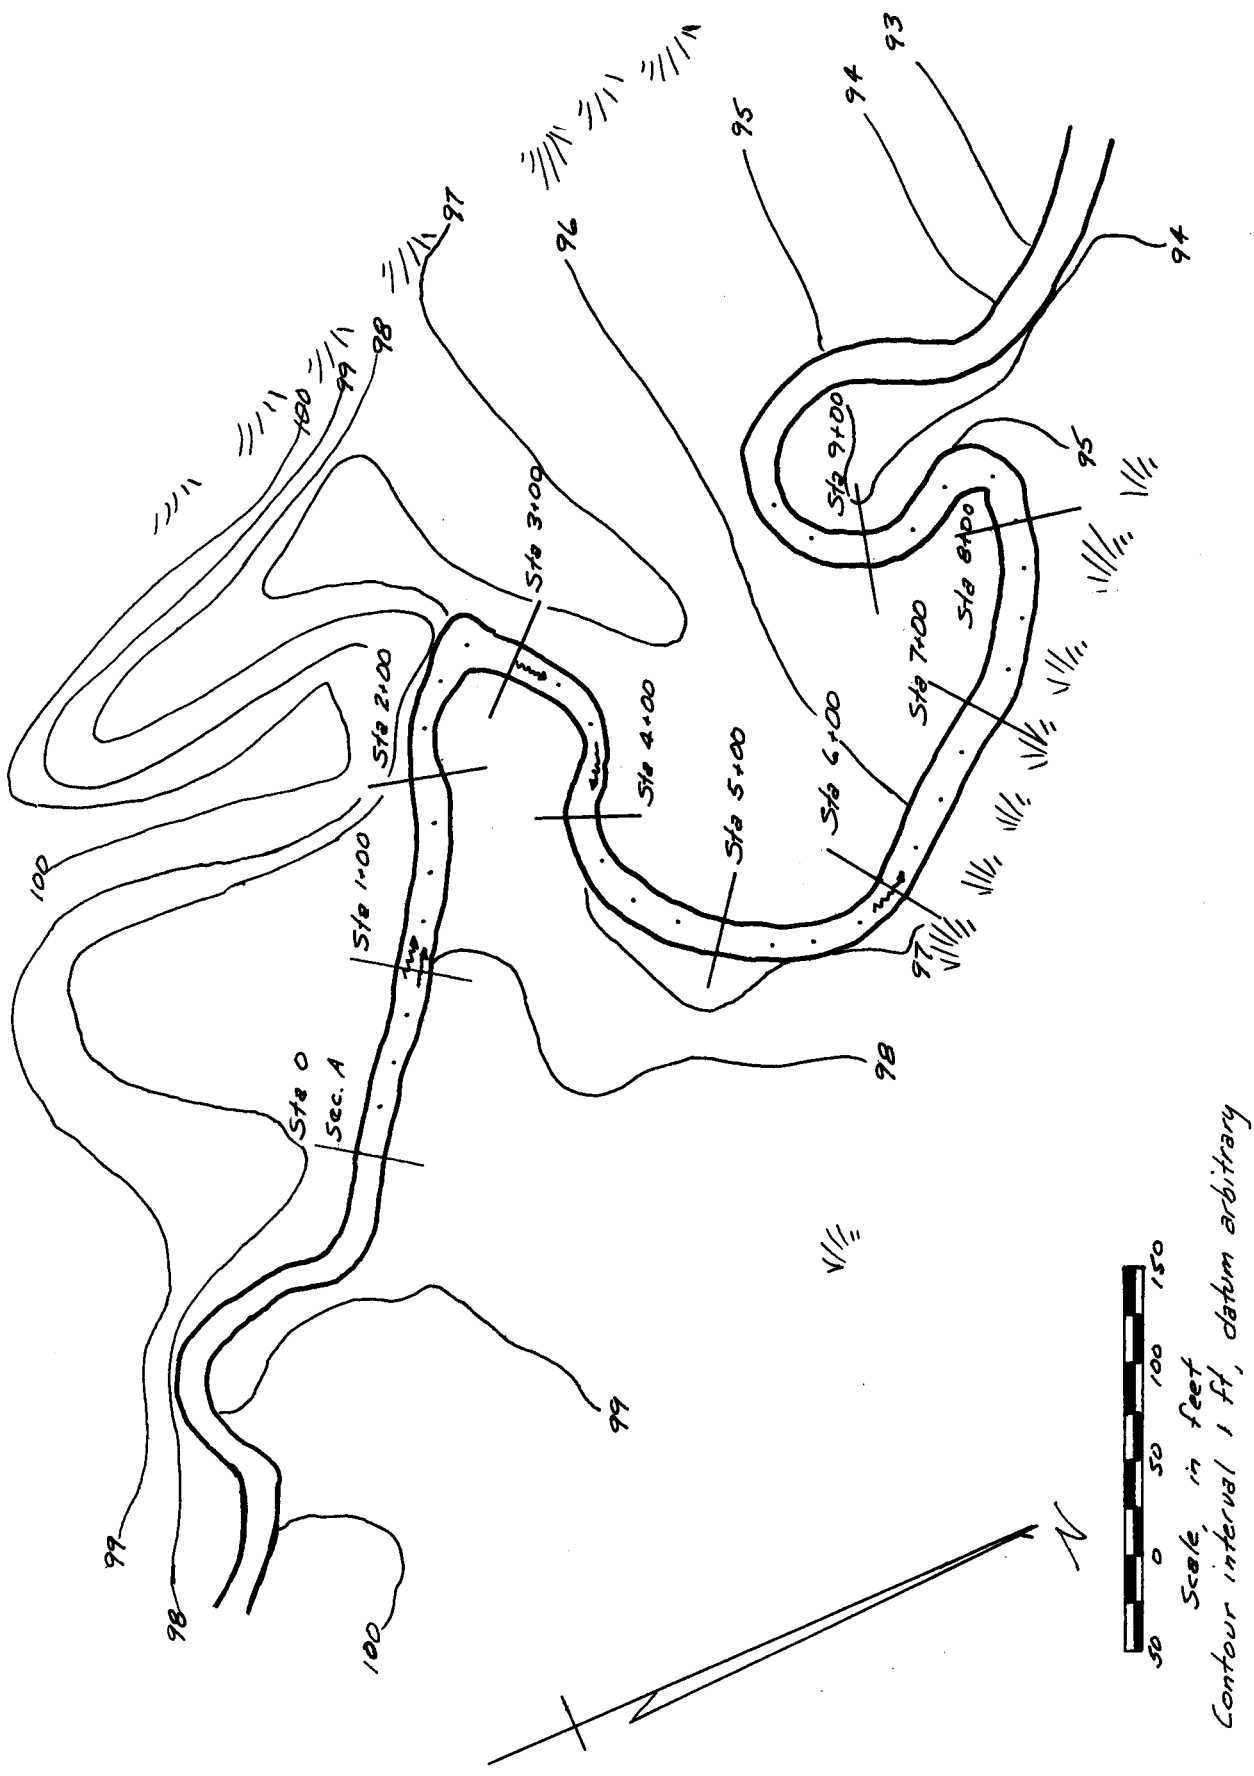 100
99
98
97
96
95
94
93
100
99
98
100
99
98
97
95
94
Sta 0
Sec. A
Sta 1+00
Sta 2+00
Sta 3+00
Sta 4+00
Sta 5+00
Sta 6+00
Sta 7+00
Sta 8+00
Sta 9+00
N
50 0 50 100 150
Scale, in feet
Contour interval 1 ft, datum arbitrary